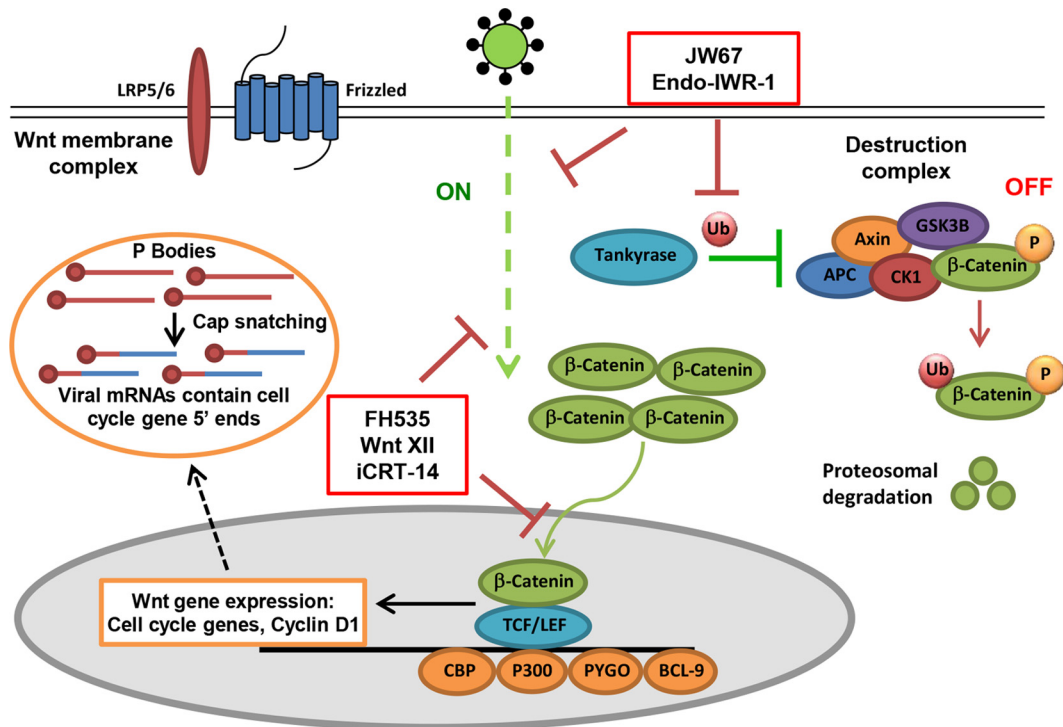 JW67
Endo-IWR-1
LRP5/6
Frizzled
Wnt membrane
complex
Destruction
complex
OFF
ON
Ub
Tankyrase
Axin
GSK3B
P
APC
CK1
β-Catenin
P Bodies
Cap snatching
Viral mRNAs contain cell
cycle gene 5’ ends
β-Catenin
β-Catenin
β-Catenin
β-Catenin
Ub
P
β-Catenin
FH535
Wnt XII
iCRT-14
Proteosomal
degradation
β-Catenin
TCF/LEF
Wnt gene expression:
Cell cycle genes, Cyclin D1
CBP
P300
PYGO
BCL-9